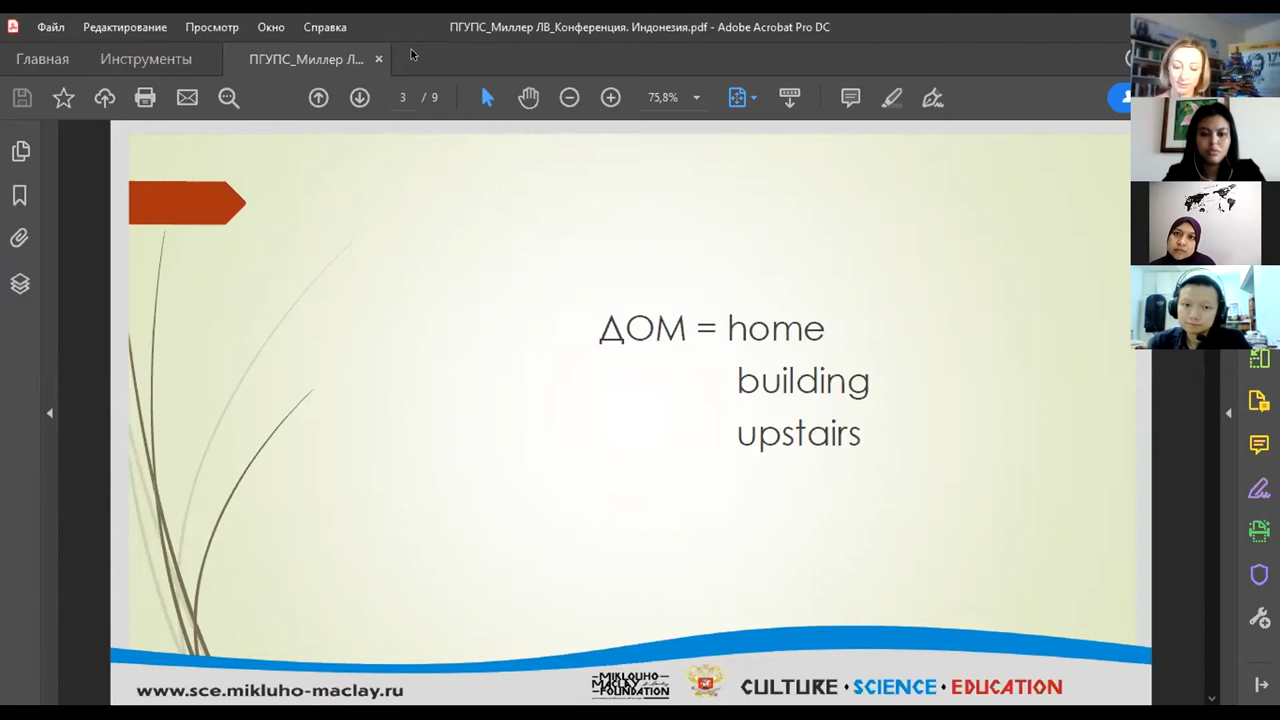 Файл Редактирование Просмотр Окно Справка
ПГУПС_Миллер ЛВ_Конференция. Индонезия.pdf - Adobe Acrobat Pro DC
Главная Инструменты ПГУПС_Миллер Л... ×
3 / 9 75,8%
ДОМ = home
building
upstairs
www.sce.mikluho-maclay.ru
MIKLOUHO
MACLAY
FOUNDATION
CULTURE • SCIENCE • EDUCATION